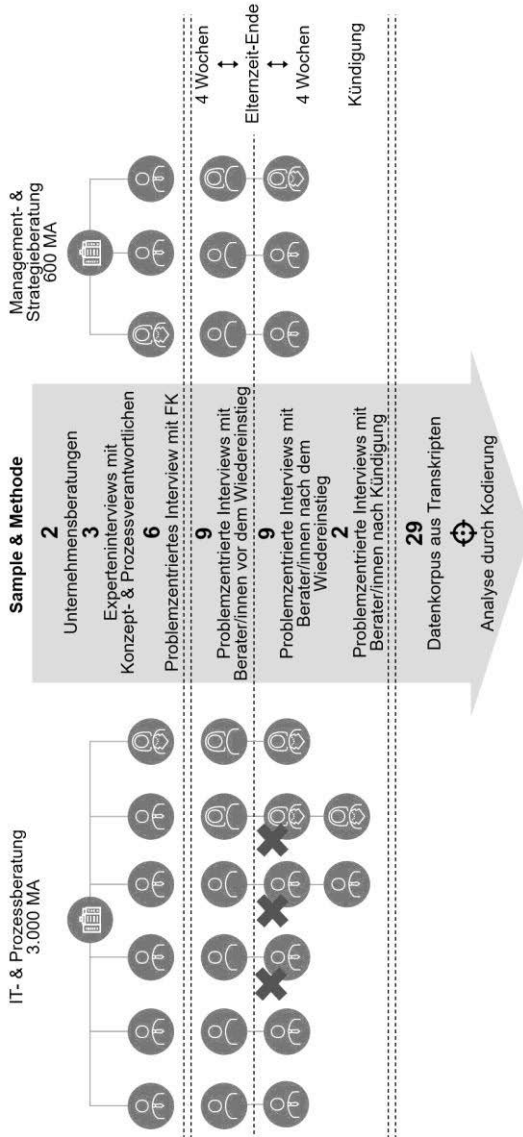 IT- & Prozessberatung
3.000 MA
Sample & Methode
2
Unternehmensberatungen
3
Experteninterviews mit
Konzept- & Prozessverantwortlichen
6
Problemzentriertes Interview mit FK
9
Problemzentrierte Interviews mit
Berater/innen vor dem Wiedereinstieg
9
Problemzentrierte Interviews mit
Berater/innen nach dem
Wiedereinstieg
2
Problemzentrierte Interviews mit
Berater/innen nach Kündigung
29
Datenkorpus aus Transkripten
Analyse durch Kodierung
Management- &
Strategieberatung
600 MA
4 Wochen
Elternzeit-Ende
4 Wochen
Kündigung